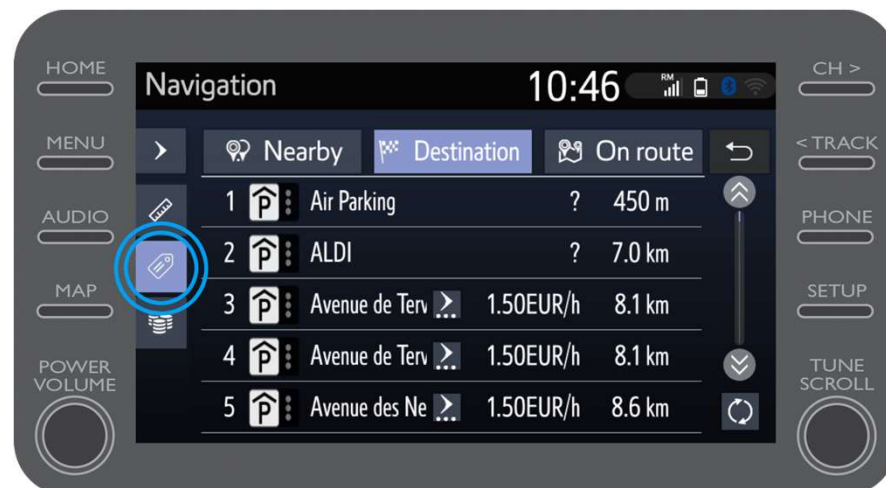 HOME
MENU
AUDIO
MAP
POWER
VOLUME
Navigation 10:46 RM
Nearby Destination On route
1 P Air Parking ? 450 m
2 P ALDI ? 7.0 km
3 P Avenue de Terv 1.50EUR/h 8.1 km
4 P Avenue de Terv 1.50EUR/h 8.1 km
5 P Avenue des Ne 1.50EUR/h 8.6 km
CH >
< TRACK
PHONE
SETUP
TUNE
SCROLL